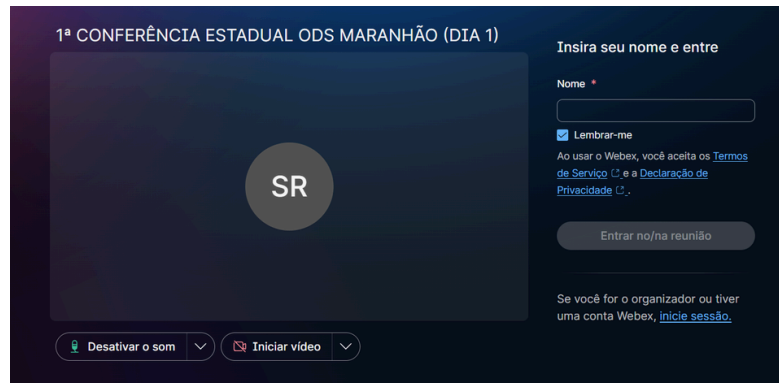 1ª CONFERÊNCIA ESTADUAL ODS MARANHÃO (DIA 1)
SR
Desativar o som
Iniciar vídeo
Insira seu nome e entre
Nome *
Lembrar-me
Ao usar o Webex, você aceita os Termos
de Serviço e a Declaração de
Privacidade .
Entrar no/na reunião
Se você for o organizador ou tiver
uma conta Webex, inicie sessão.